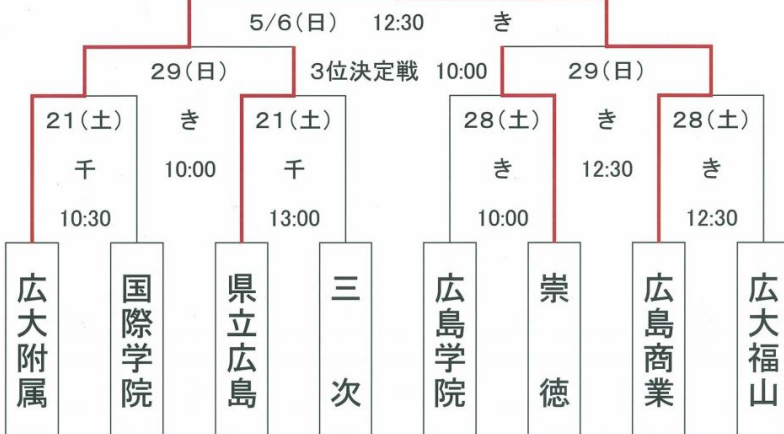 5/6(日) 12:30 き
29(日) 3位決定戦 10:00 29(日)
21(土) き 21(土) 28(土) き 28(土)
千 10:00 千 き 12:30 き
10:30 13:00 10:00 12:30
広大附属
国際学院
県立広島
三次
広島学院
崇徳
広島商業
広大福山